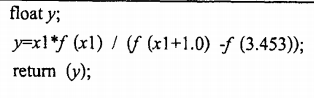 float y;
y=x1*f (x1) / (f (x1+1.0) -f (3.453));
return (y);